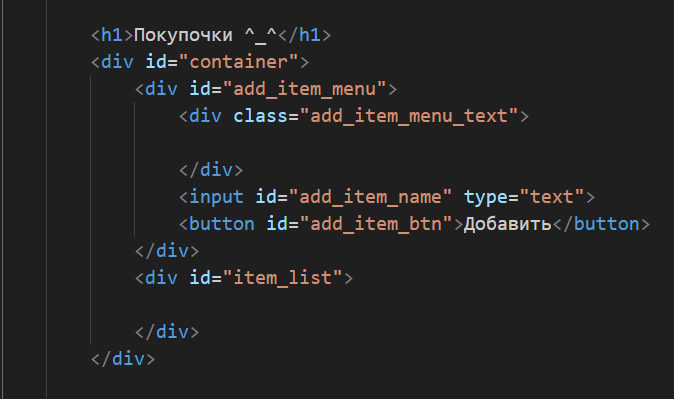 <h1>Покупочки ^_^</h1>
<div id="container">
<div id="add_item_menu">
<div class="add_item_menu_text">
</div>
<input id="add_item_name" type="text">
<button id="add_item_btn">Добавить</button>
</div>
<div id="item_list">
</div>
</div>